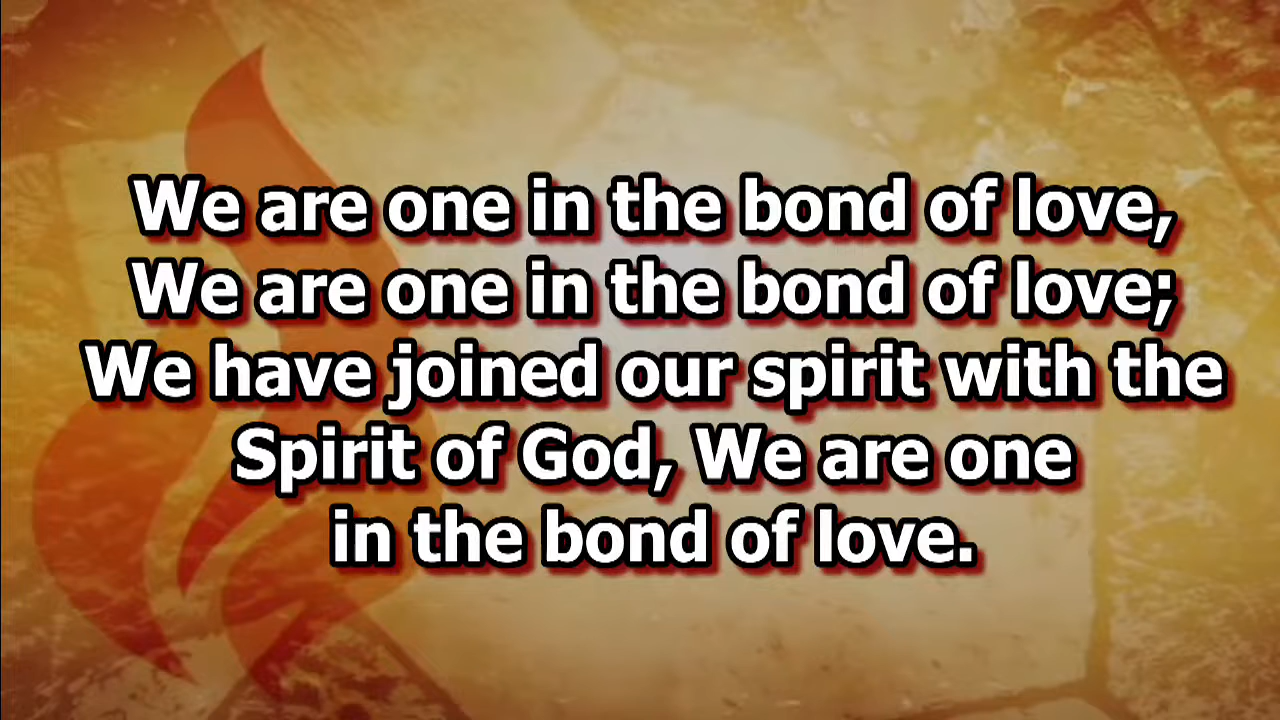 We are one in the bond of love,
We are one in the bond of love;
We have joined our spirit with the
Spirit of God, We are one
in the bond of love.